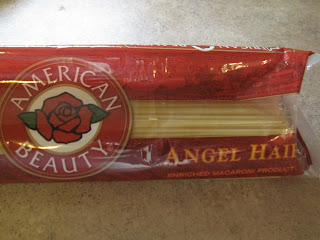 AMERICAN
BEAUTY
ANGEL HAI
ENRICHED MACARONI PRODUCT